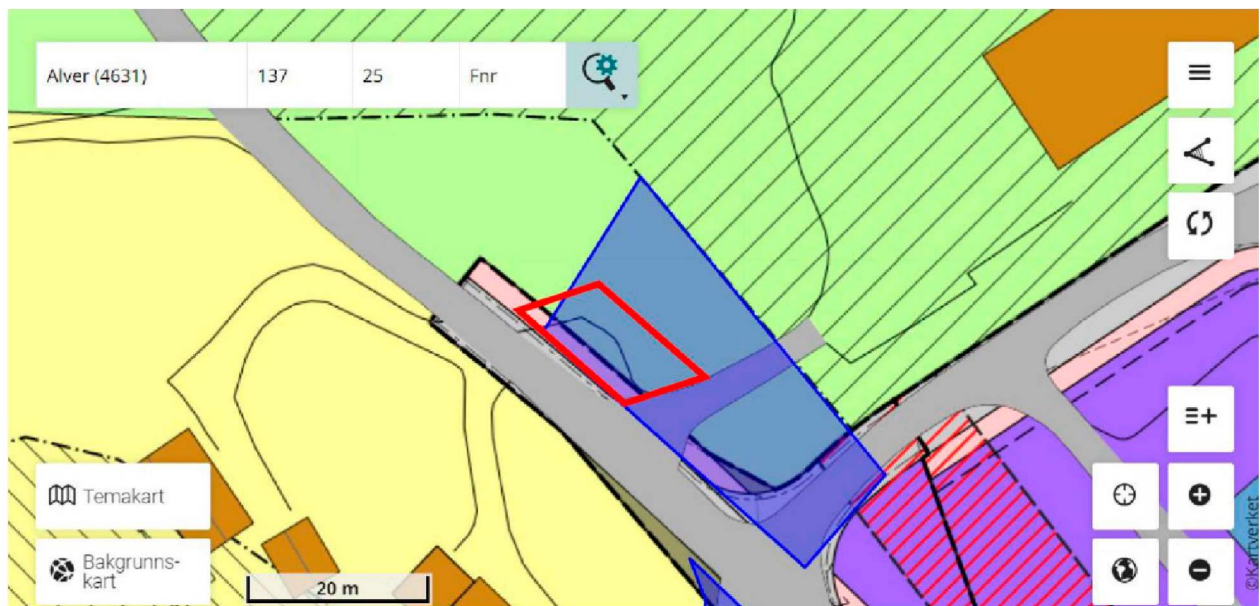 Alver (4631) 137 25 Fnr
Temakart
Bakgrunns-
kart
20 m
©Kartverket